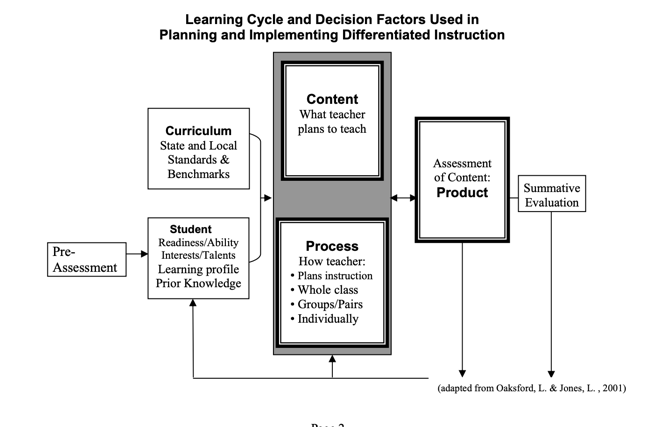 Learning Cycle and Decision Factors Used in
Planning and Implementing Differentiated Instruction
Content
What teacher
plans to teach
Curriculum
State and Local
Standards &
Benchmarks
Assessment
of Content:
Product
Summative
Evaluation
Student
Readiness/Ability
Interests/Talents
Learning profile
Prior Knowledge
Pre-
Assessment
Process
How teacher:
• Plans instruction
• Whole class
• Groups/Pairs
• Individually
(adapted from Oaksford, L. & Jones, L. , 2001)